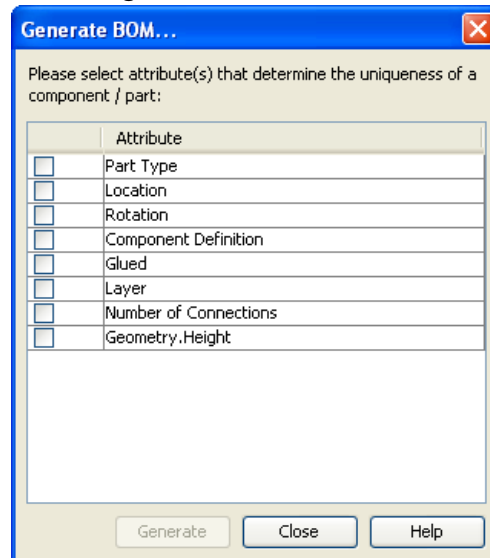 Generate BOM...
Please select attribute(s) that determine the uniqueness of a
component / part:
Attribute
Part Type
Location
Rotation
Component Definition
Glued
Layer
Number of Connections
Geometry.Height
Generate Close Help